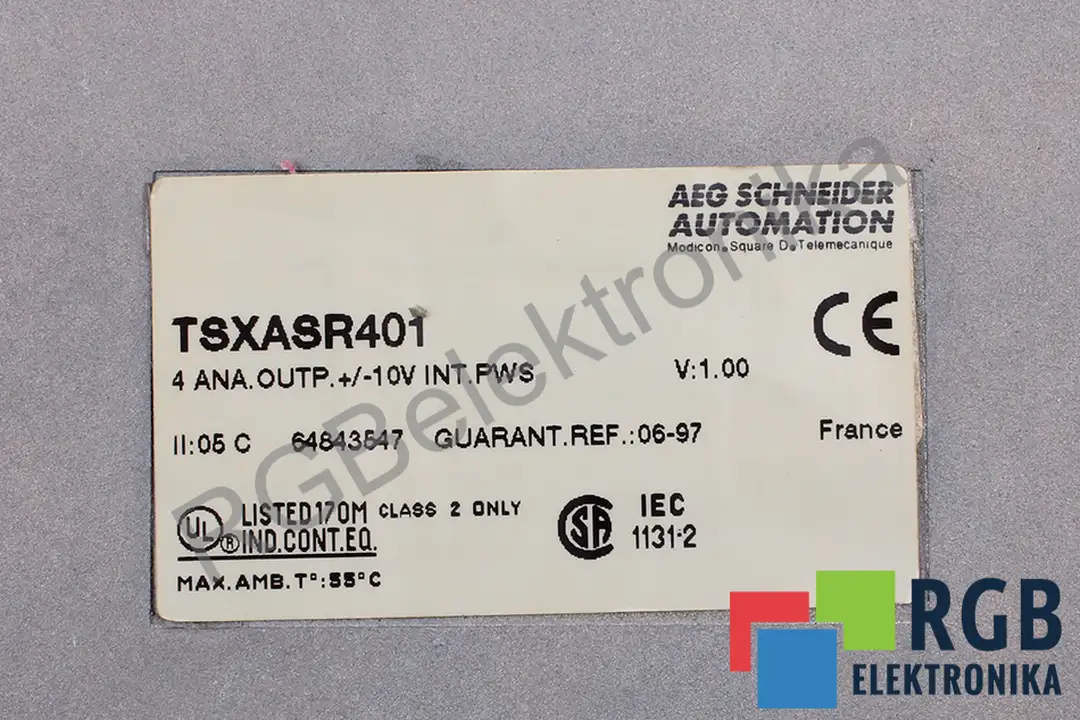 AEG SCHNEIDER
AUTOMATION
Modicon. Square D. Telemecanique
TSXASR401
CE
4 ANA.OUTP.+/-10V INT.PWS V:1.00
II:05 C 64843547 GUARANT.REF.:06-97 France
UL ® LISTED 170M CLASS 2 ONLY
IND.CONT.EQ.
SA IEC
1131-2
MAX.AMB.T°:55°C
RGBelektronika
RGB
ELEKTRONIKA